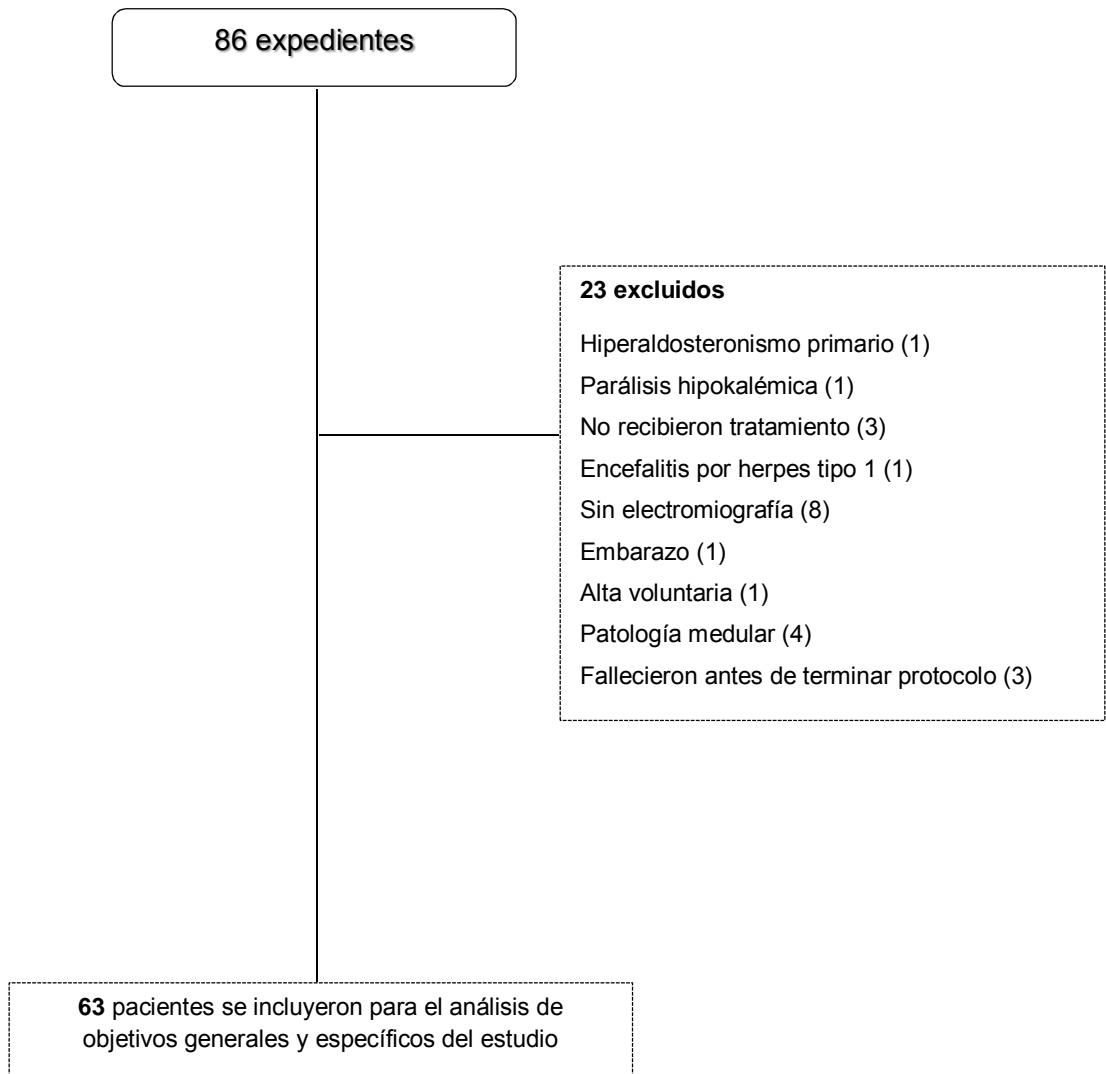 86 expedientes
23 excluidos
Hiperaldosteronismo primario (1)
Parálisis hipokalémica (1)
No recibieron tratamiento (3)
Encefalitis por herpes tipo 1 (1)
Sin electromiografía (8)
Embarazo (1)
Alta voluntaria (1)
Patología medular (4)
Fallecieron antes de terminar protocolo (3)
63 pacientes se incluyeron para el análisis de
objetivos generales y específicos del estudio